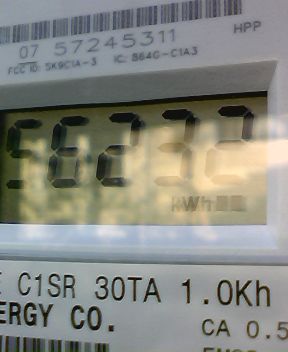 07 57245311
HPP
FCC ID: SK9C1A-3 IC: 864G-C1A3
56232
kWh
C1SR 30TA 1.0Kh
ERGY CO.
CA 0.5